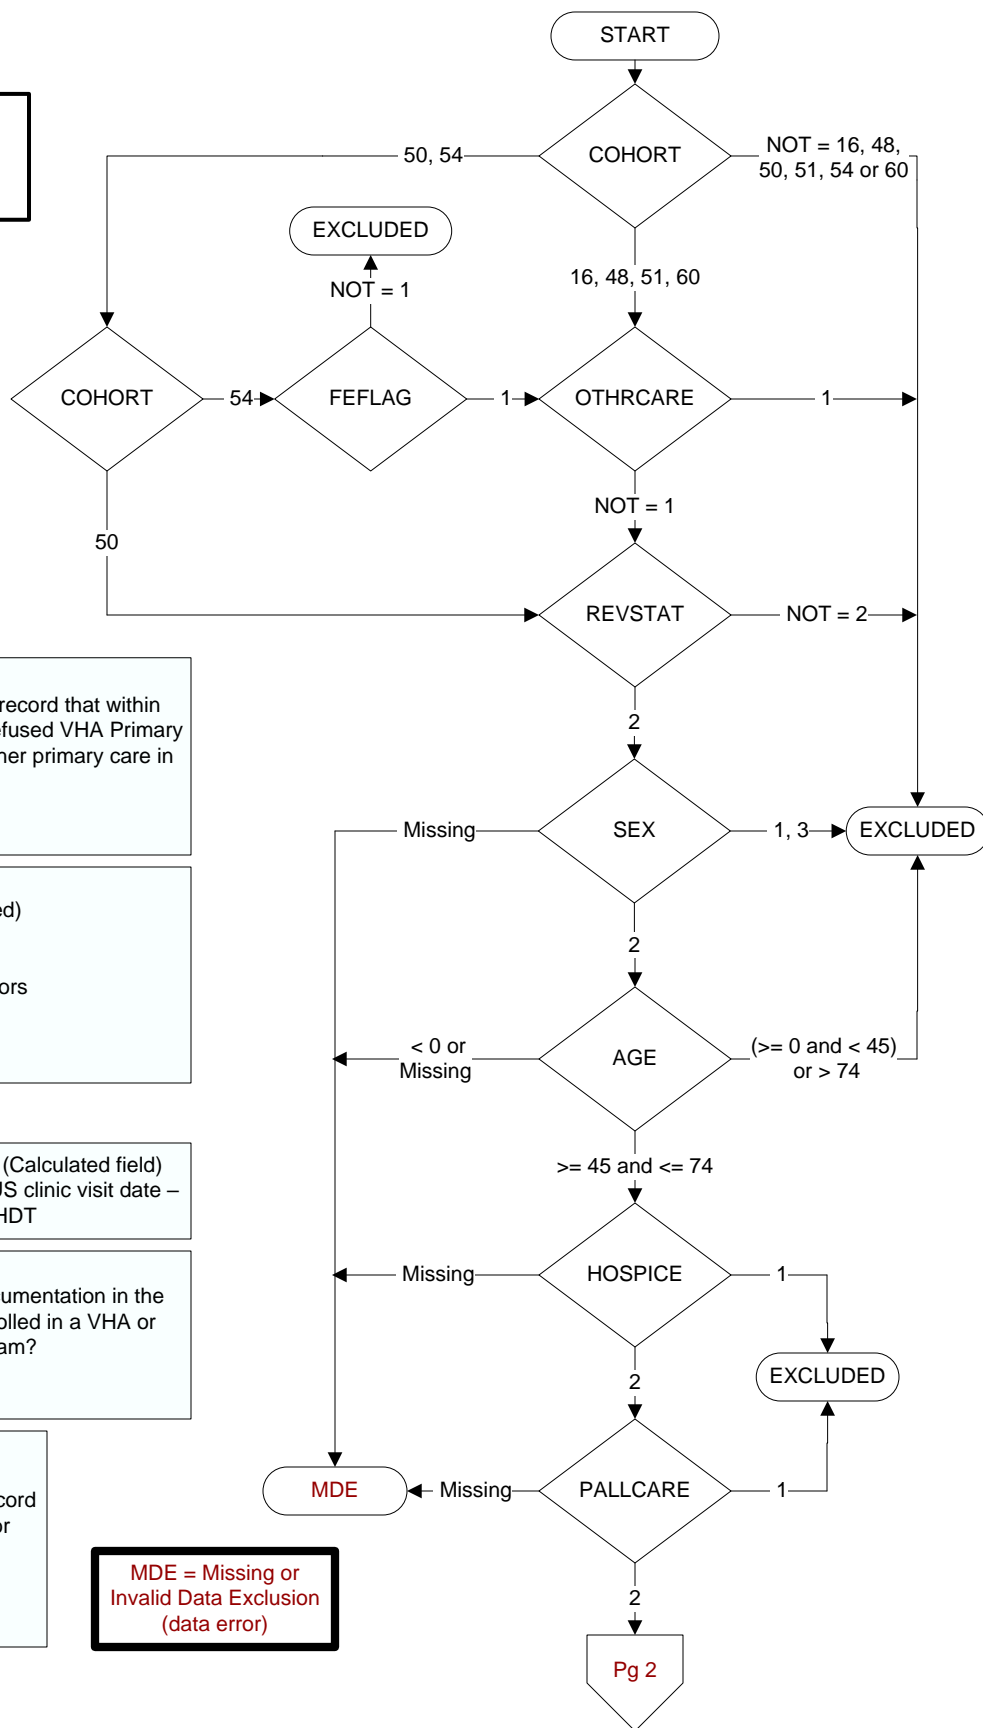 START
COHORT
50, 54
NOT = 16, 48,
50, 51, 54 or 60
EXCLUDED
NOT = 1
16, 48, 51, 60
COHORT
54
FEFLAG
1
OTHRCARE
1
NOT = 1
50
REVSTAT
NOT = 2
2
record that within
efused VHA Primary
her primary care in
Missing
SEX
1, 3
EXCLUDED
ed)
ors
2
< 0 or
Missing
AGE
(>= 0 and < 45)
or > 74
>= 45 and <= 74
(Calculated field)
US clinic visit date –
HDT
Missing
HOSPICE
1
cumentation in the
olled in a VHA or
am?
2
EXCLUDED
MDE
Missing
PALLCARE
1
cord
or
MDE = Missing or
Invalid Data Exclusion
(data error)
2
Pg 2